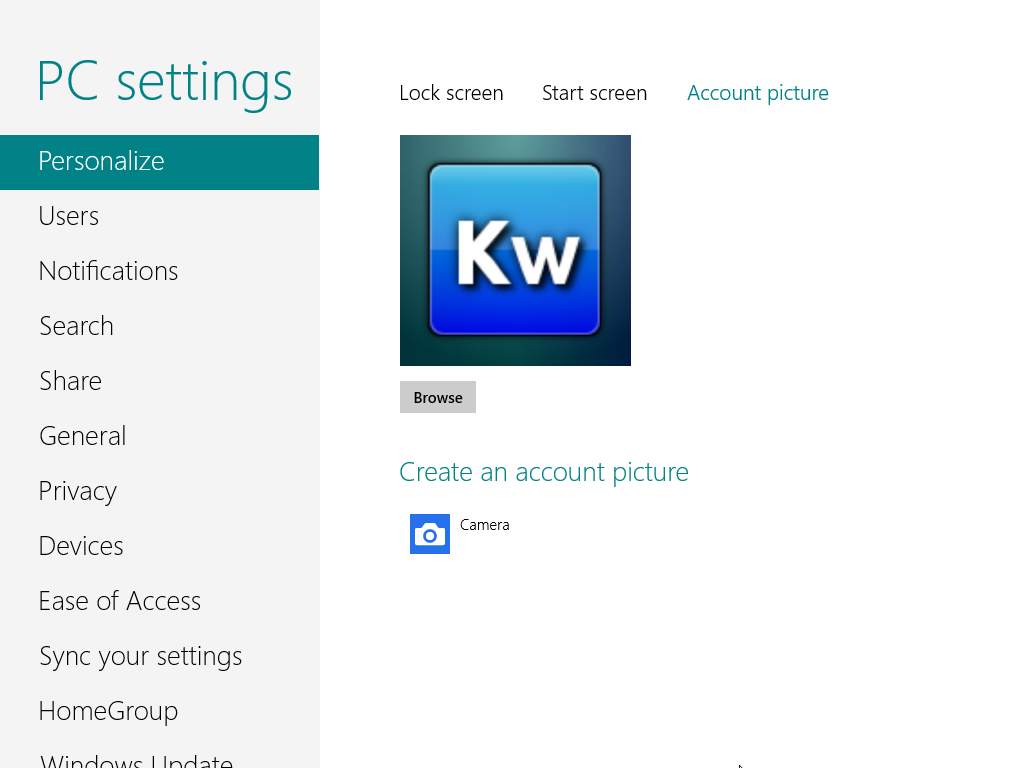 PC settings
Personalize
Users
Notifications
Search
Share
General
Privacy
Devices
Ease of Access
Sync your settings
HomeGroup
Windows Update
Lock screen
Start screen
Account picture
Kw
Browse
Create an account picture
Camera